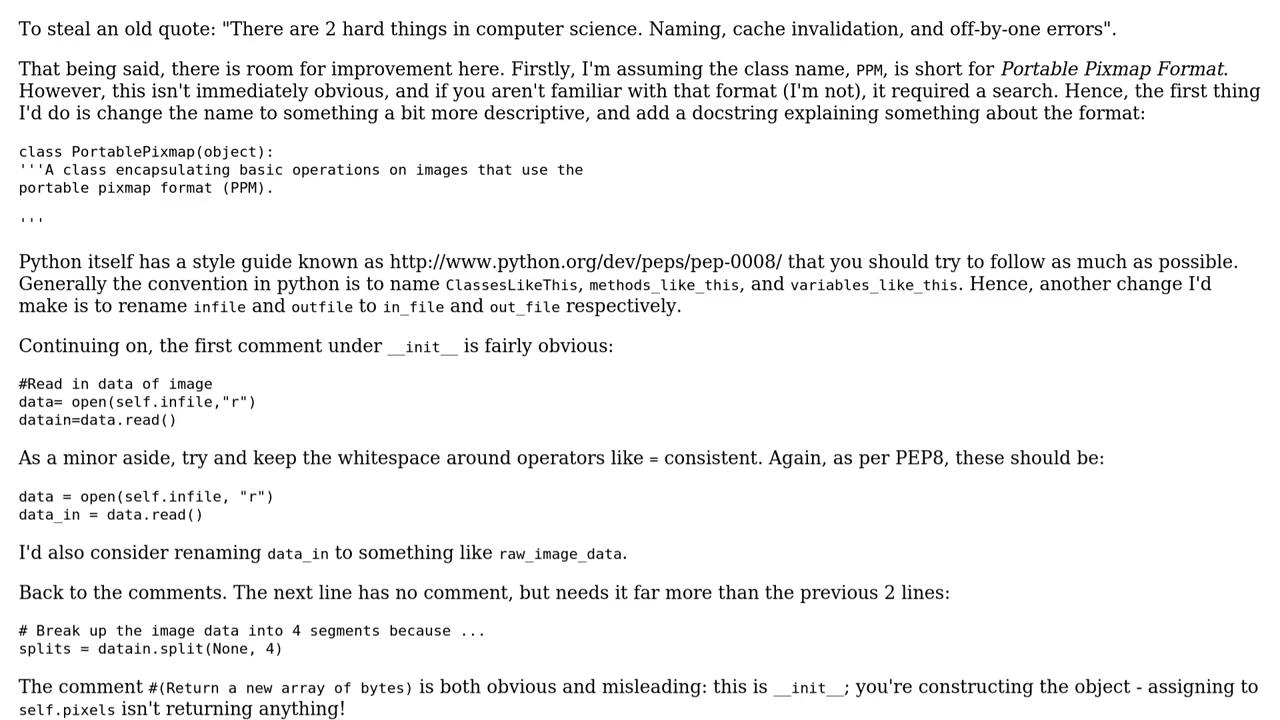 To steal an old quote: "There are 2 hard things in computer science. Naming, cache invalidation, and off-by-one errors".
That being said, there is room for improvement here. Firstly, I'm assuming the class name, PPM, is short for Portable Pixmap Format.
However, this isn't immediately obvious, and if you aren't familiar with that format (I'm not), it required a search. Hence, the first thing
I'd do is change the name to something a bit more descriptive, and add a docstring explaining something about the format:
class PortablePixmap(object):
'''A class encapsulating basic operations on images that use the
portable pixmap format (PPM).
'''
Python itself has a style guide known as http://www.python.org/dev/peps/pep-0008/ that you should try to follow as much as possible.
Generally the convention in python is to name ClassesLikeThis, methods_like_this, and variables_like_this. Hence, another change I'd
make is to rename infile and outfile to in_file and out_file respectively.
Continuing on, the first comment under __init__ is fairly obvious:
#Read in data of image
data= open(self.infile,"r")
datain=data.read()
As a minor aside, try and keep the whitespace around operators like = consistent. Again, as per PEP8, these should be:
data = open(self.infile, "r")
data_in = data.read()
I'd also consider renaming data_in to something like raw_image_data.
Back to the comments. The next line has no comment, but needs it far more than the previous 2 lines:
# Break up the image data into 4 segments because ...
splits = datain.split(None, 4)
The comment #(Return a new array of bytes) is both obvious and misleading: this is __init__; you're constructing the object - assigning to
self.pixels isn't returning anything!